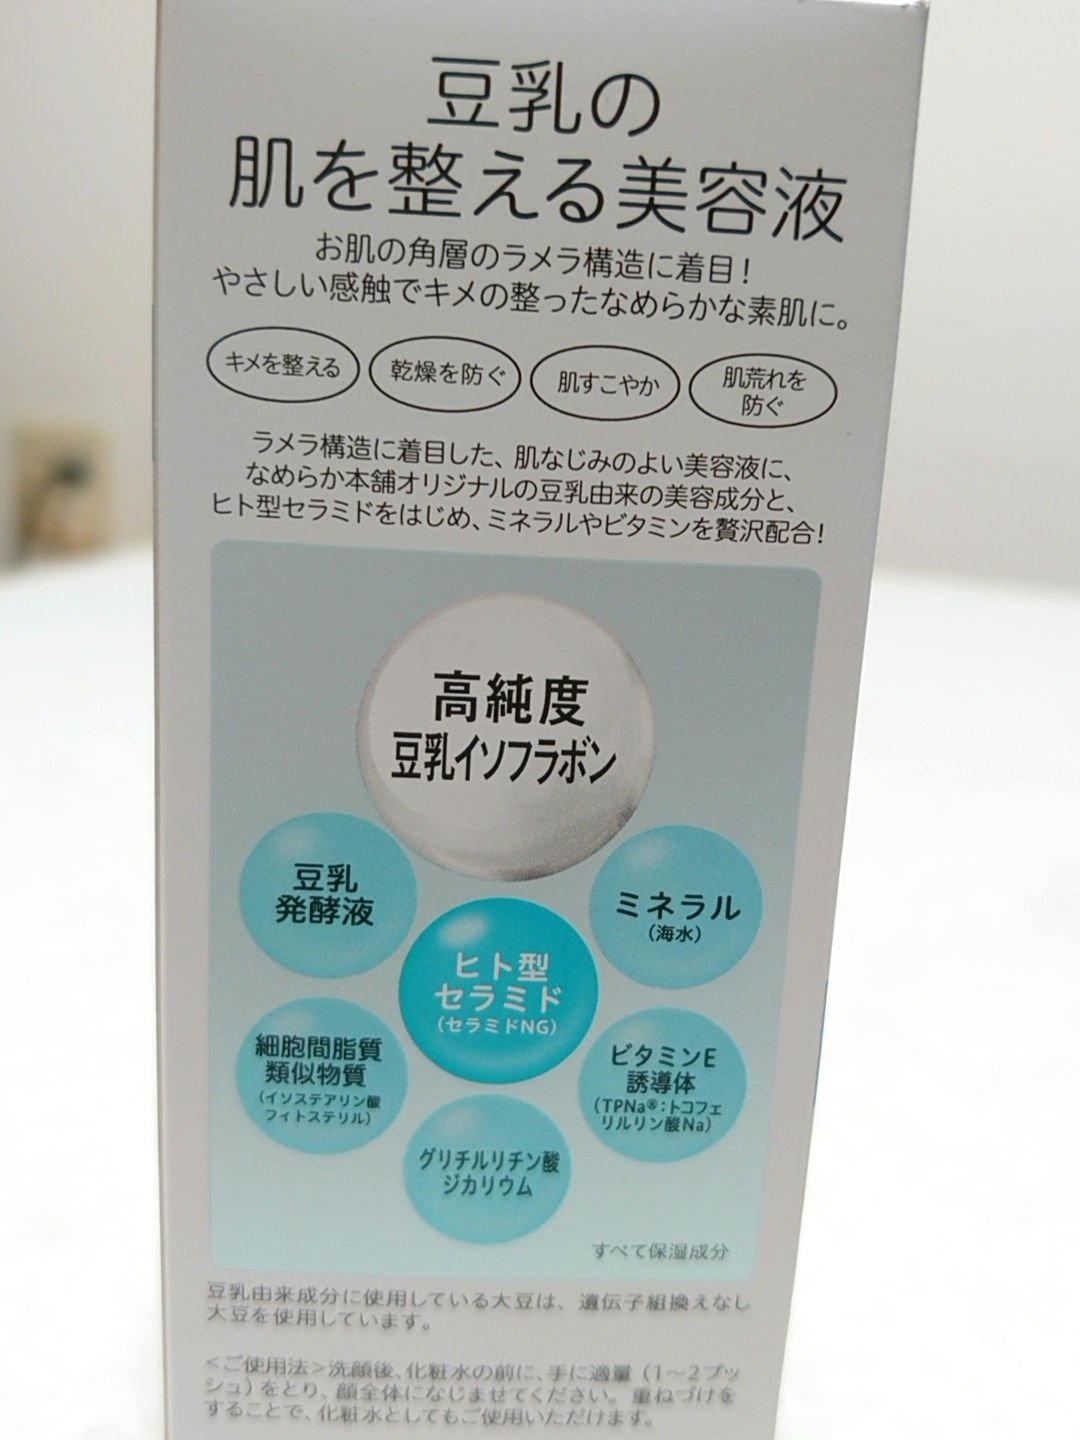 豆乳の
肌を整える美容液
お肌の角層のラメラ構造に着目!
やさしい感触でキメの整ったなめらかな素肌に。
キメを整える
乾燥を防ぐ
肌すこやか
肌荒れを
防ぐ
ラメラ構造に着目した、肌なじみのよい美容液に、
なめらか本舗オリジナルの豆乳由来の美容成分と、
ヒト型セラミドをはじめ、ミネラルやビタミンを贅沢配合!
高純度
豆乳イソフラボン
豆乳
発酵液
ミネラル
(海水)
ヒト型
セラミド
(セラミドNG)
細胞間脂質
類似物質
(イソステアリン酸
フィトステリル)
ビタミンE
誘導体
(TPNa®:トコフェ
リルリン酸Na)
グリチルリチン酸
ジカリウム
すべて保湿成分
豆乳由来成分に使用している大豆は、遺伝子組換えなし
大豆を使用しています。
<ご使用法>洗顔後、化粧水の前に、手に適量(1~2プッ
シュ)をとり、顔全体になじませてください。重ねづけを
することで、化粧水としてもご使用いただけます。